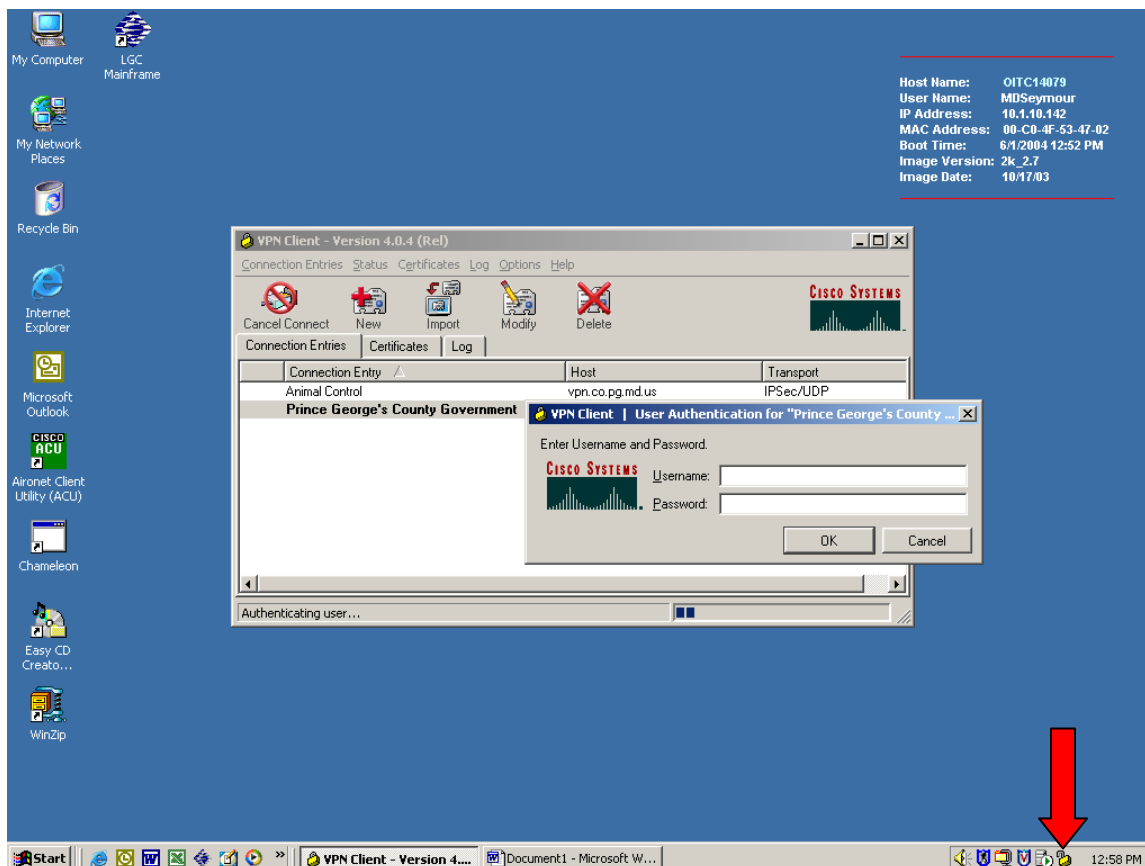 My Computer
LGC
Mainframe
My Network
Places
Recycle Bin
Internet
Explorer
Microsoft
Outlook
CISCO
ACU
Aironet Client
Utility (ACU)
Chameleon
Easy CD
Creato...
WinZip
Host Name: OITC14079
User Name: MDSeymour
IP Address: 10.1.10.142
MAC Address: 00-C0-4F-53-47-02
Boot Time: 6/1/2004 12:52 PM
Image Version: 2k_2.7
Image Date: 10/17/03
VPN Client - Version 4.0.4 (Rel)
Connection Entries Status Certificates Log Options Help
Cancel Connect New Import Modify Delete
CISCO SYSTEMS
Connection Entries Certificates Log
Connection Entry Host Transport
Animal Control vpn.co.pg.md.us IPSec/UDP
Prince George's County Government
VPN Client | User Authentication for "Prince George's County ...
Enter Username and Password.
CISCO SYSTEMS
Username:
Password:
OK Cancel
Authenticating user...
Start » VPN Client - Version 4.... Document1 - Microsoft W... 12:58 PM